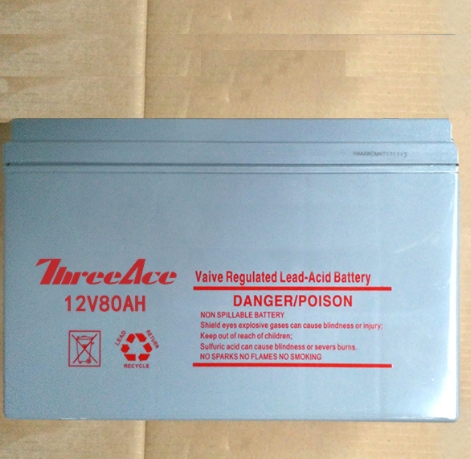 ThreeAce
12V80AH
Vaive Regulated Lead-Acid Battery
DANGER/POISON
NON SPILLABLE BATTERY
Shield eyes explosive gases can cause blindness or injury:
Keep out of reach of children;
Sulfuric acid can cause blindness or severs burns.
NO SPARKS NO FLAMES NO SMOKING
LEAD RETURN
RECYCLE